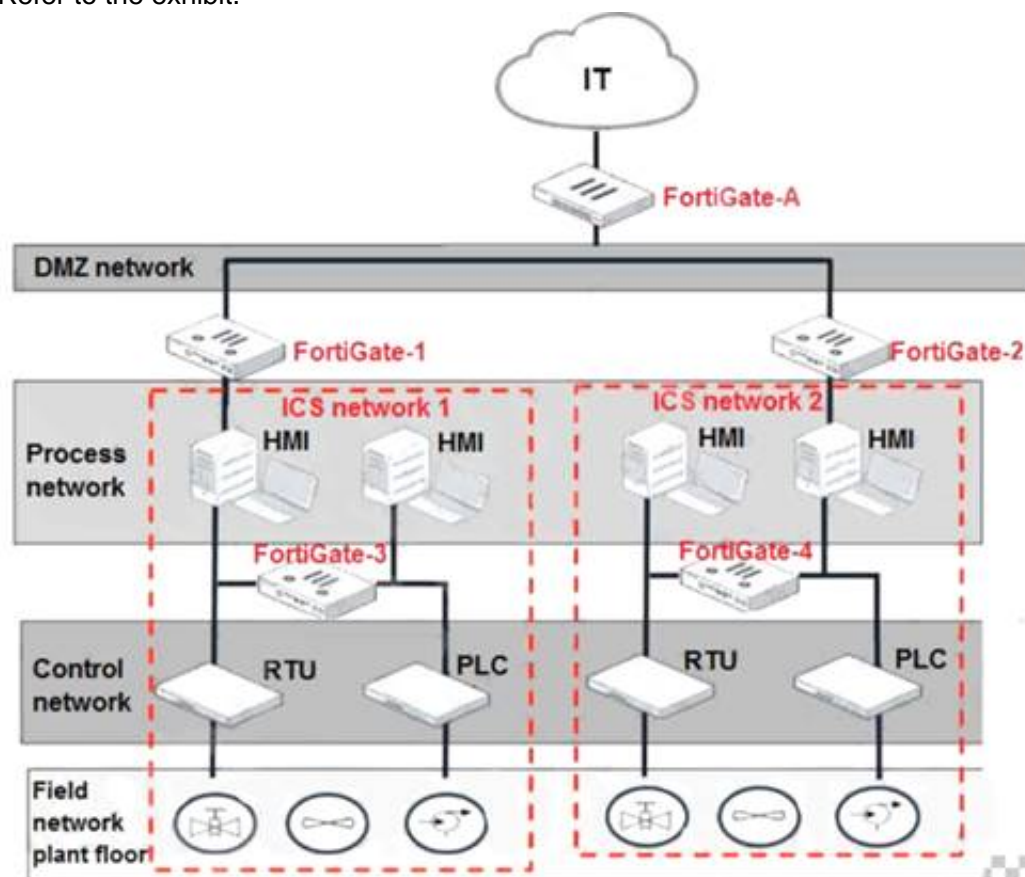 Refer to the exhibit.
IT
FortiGate-A
DMZ network
FortiGate-1
FortiGate-2
ICS network 1
ICS network 2
HMI
HMI
HMI
HMI
Process
network
FortiGate-3
FortiGate-4
Control
network
RTU
PLC
RTU
PLC
Field
network
plant floor